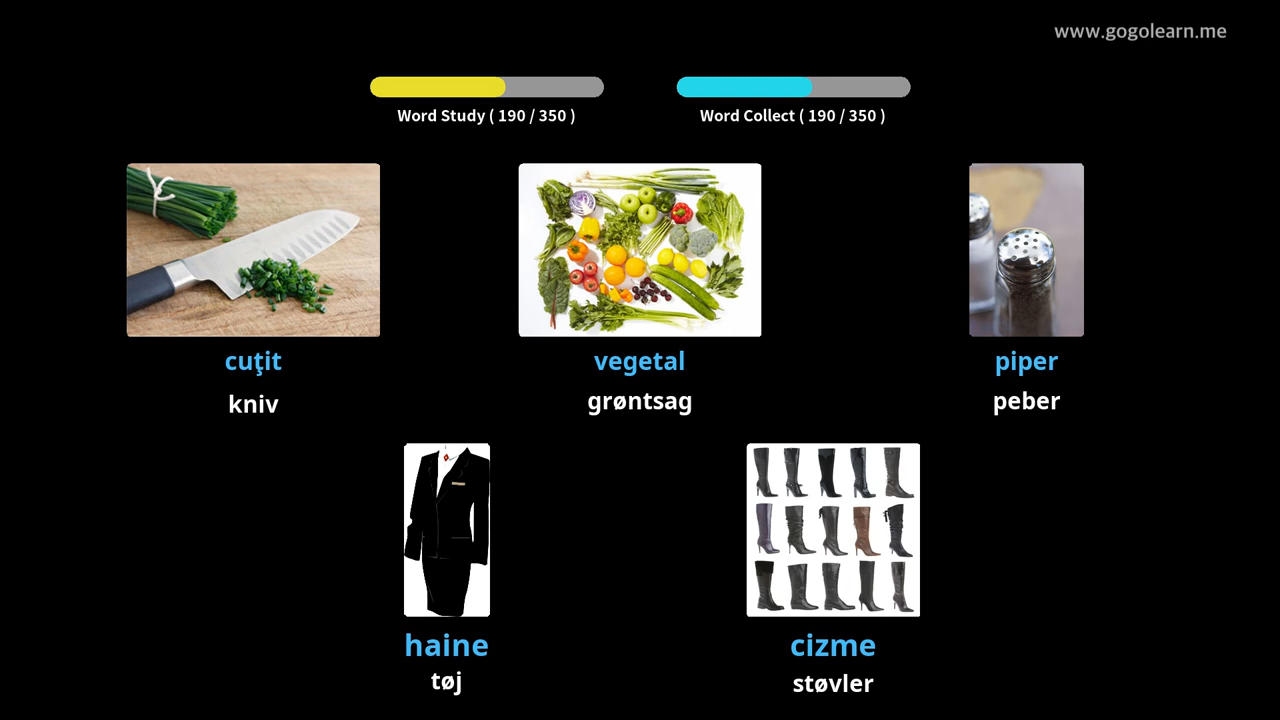 www.gogolearn.me
Word Study ( 190 / 350 )
Word Collect ( 190 / 350 )
cuţit
kniv
vegetal
grøntsag
piper
peber
haine
tøj
cizme
støvler